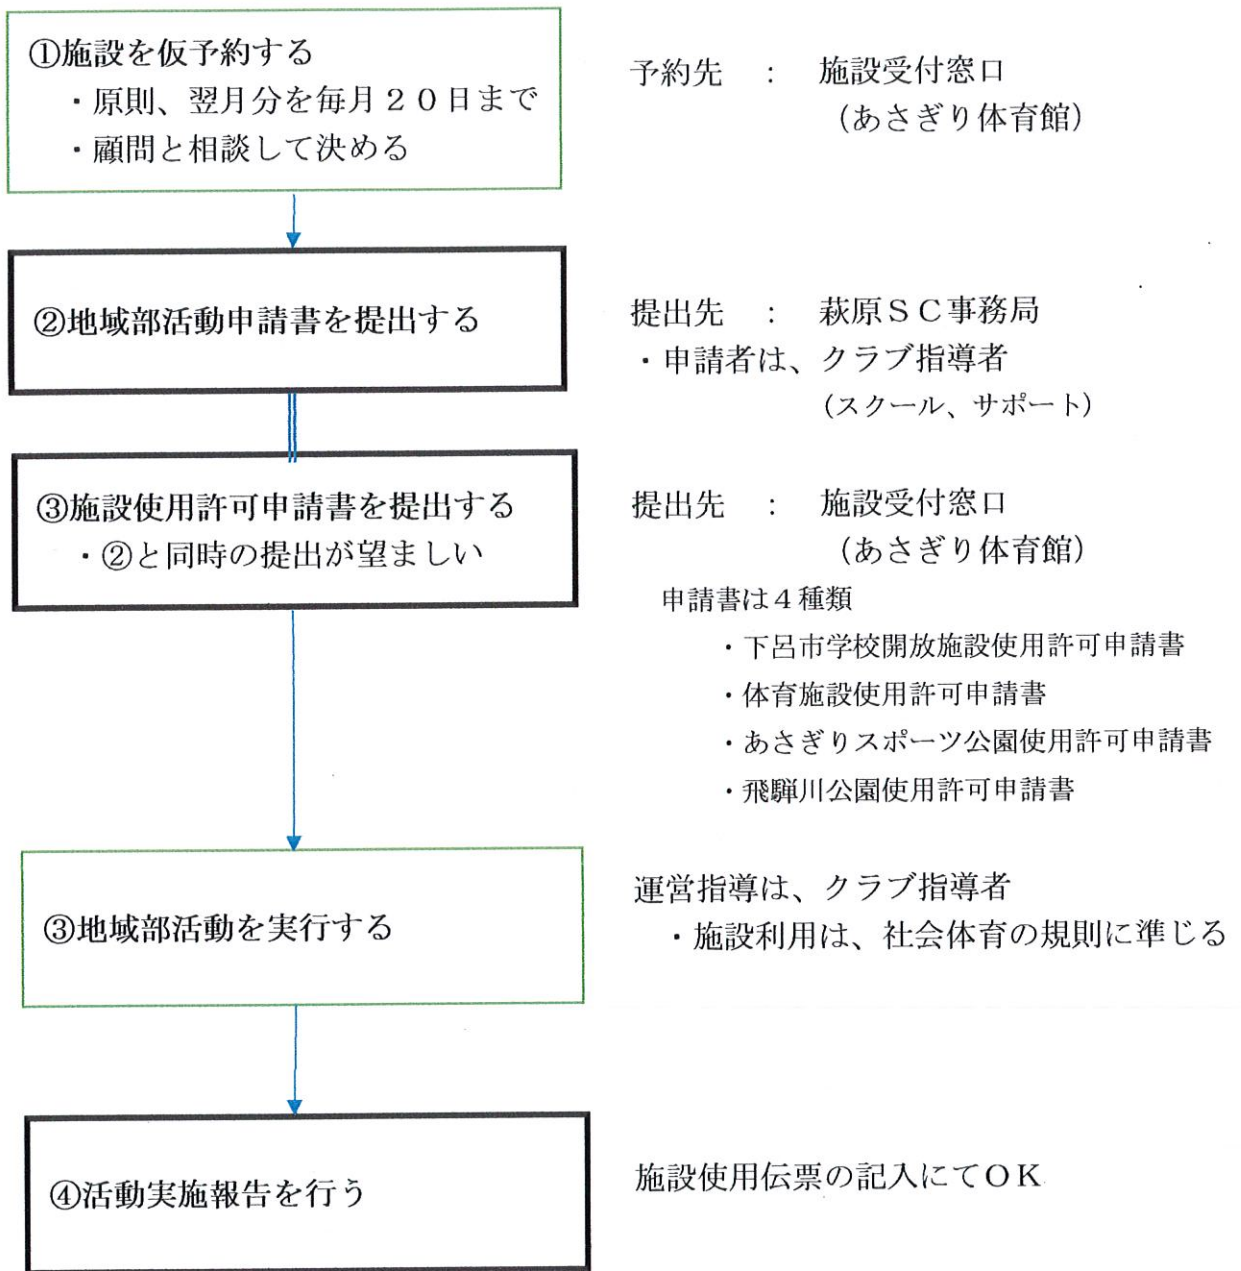 ①施設を仮予約する
・原則、翌月分を毎月20日まで
・顧問と相談して決める
予約先 : 施設受付窓口
(あさぎり体育館)
②地域部活動申請書を提出する
提出先 : 萩原SC事務局
・申請者は、クラブ指導者
(スクール、サポート)
③施設使用許可申請書を提出する
・②と同時の提出が望ましい
提出先 : 施設受付窓口
(あさぎり体育館)
申請書は4種類
・下呂市学校開放施設使用許可申請書
・体育施設使用許可申請書
・あさぎりスポーツ公園使用許可申請書
・飛騨川公園使用許可申請書
③地域部活動を実行する
運営指導は、クラブ指導者
・施設利用は、社会体育の規則に準じる
④活動実施報告を行う
施設使用伝票の記入にてOK